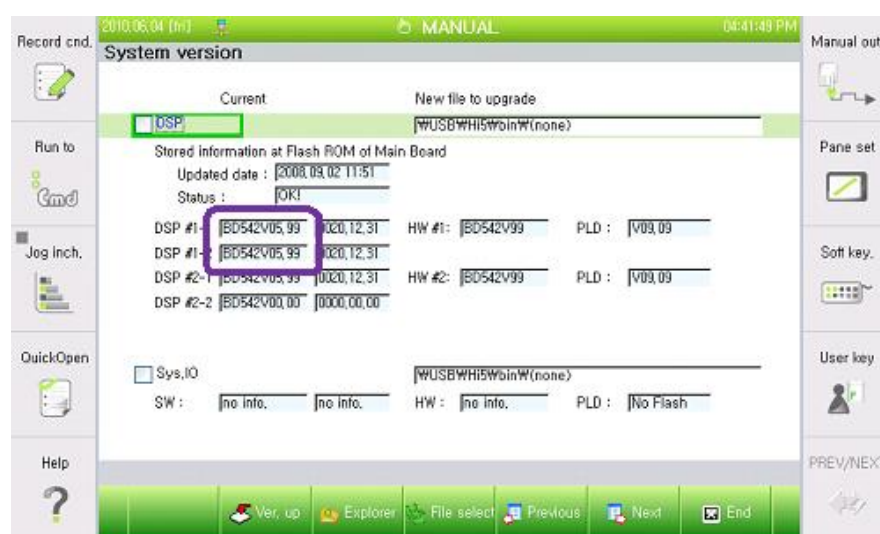 2010,06,04 (fri) MANUAL 04:41:49 PM
Record cnd.
Manual out
System version
Current New file to upgrade
DSP ₩USB₩Hi5₩bin₩(none)
Run to
Pane set
Stored information at Flash ROM of Main Board
Updated date : 2008,09,02 11:51
Status : OK!
DSP #1-1 BD542V05,99 0020,12,31 HW #1: BD542V99 PLD : V09,09
Jog inch.
Soft key.
DSP #1-2 BD542V05,99 0020,12,31
DSP #2-1 BD542V05,99 0020,12,31 HW #2: BD542V99 PLD : V09,09
DSP #2-2 BD542V00,00 0000,00,00
QuickOpen
User key
Sys,IO ₩USB₩Hi5₩bin₩(none)
SW : no info, no info, HW : no info, PLD : No Flash
Help
PREV/NEX
Ver, up Explorer File select Previous Next End